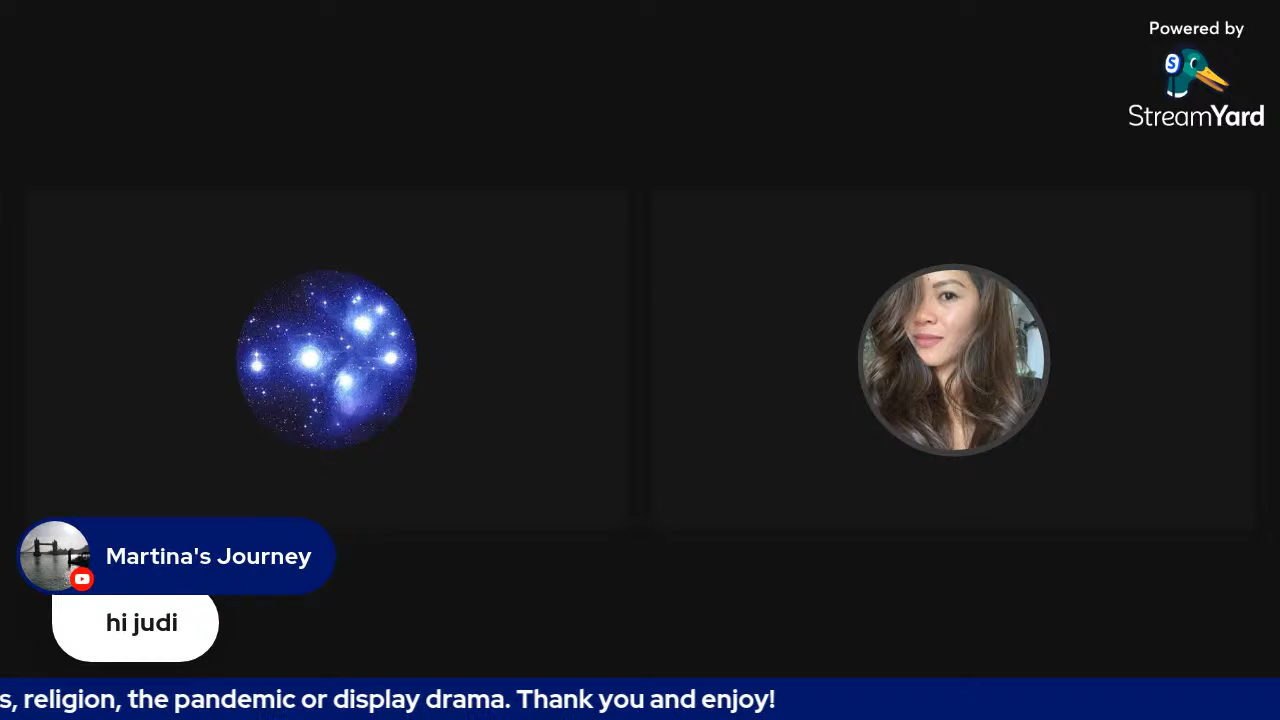 Powered by
S
StreamYard
Martina's Journey
hi judi
s, religion, the pandemic or display drama. Thank you and enjoy!